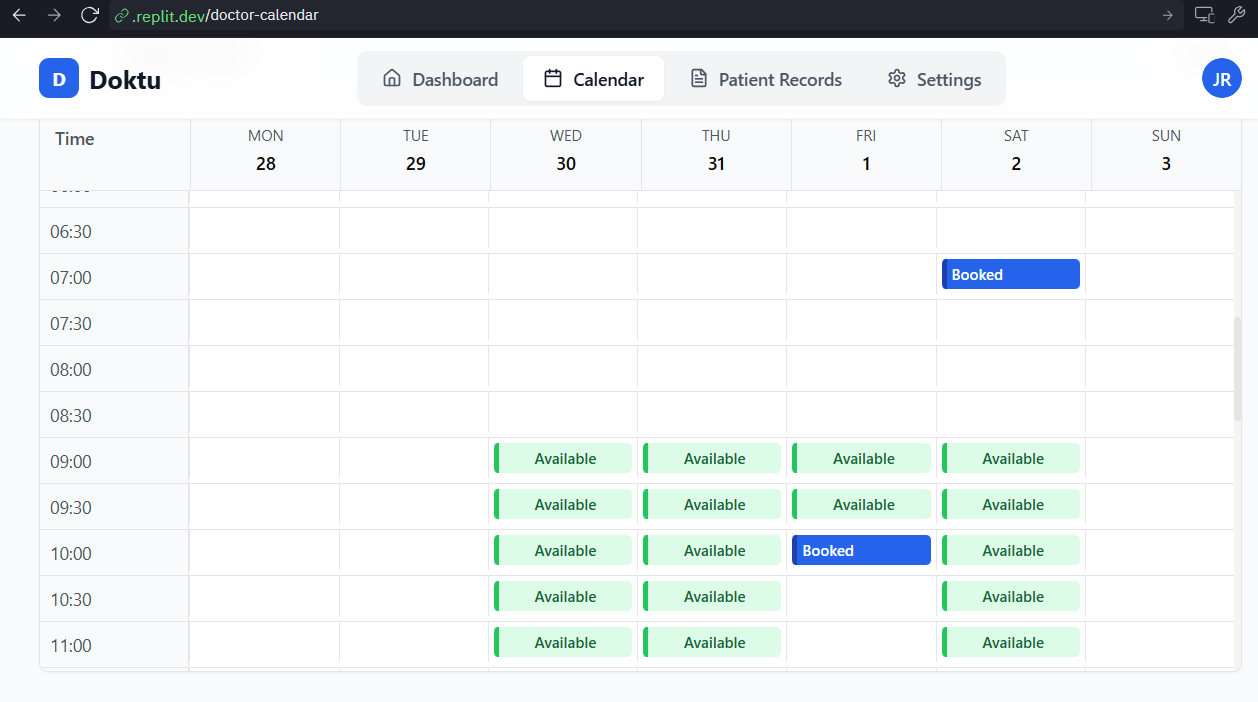 .replit.dev/doctor-calendar
D Doktu Dashboard Calendar Patient Records Settings JR
Time MON TUE WED THU FRI SAT SUN
28 29 30 31 1 2 3
06:30
07:00 Booked
07:30
08:00
08:30
09:00 Available Available Available Available
09:30 Available Available Available Available
10:00 Available Available Booked Available
10:30 Available Available Available
11:00 Available Available Available